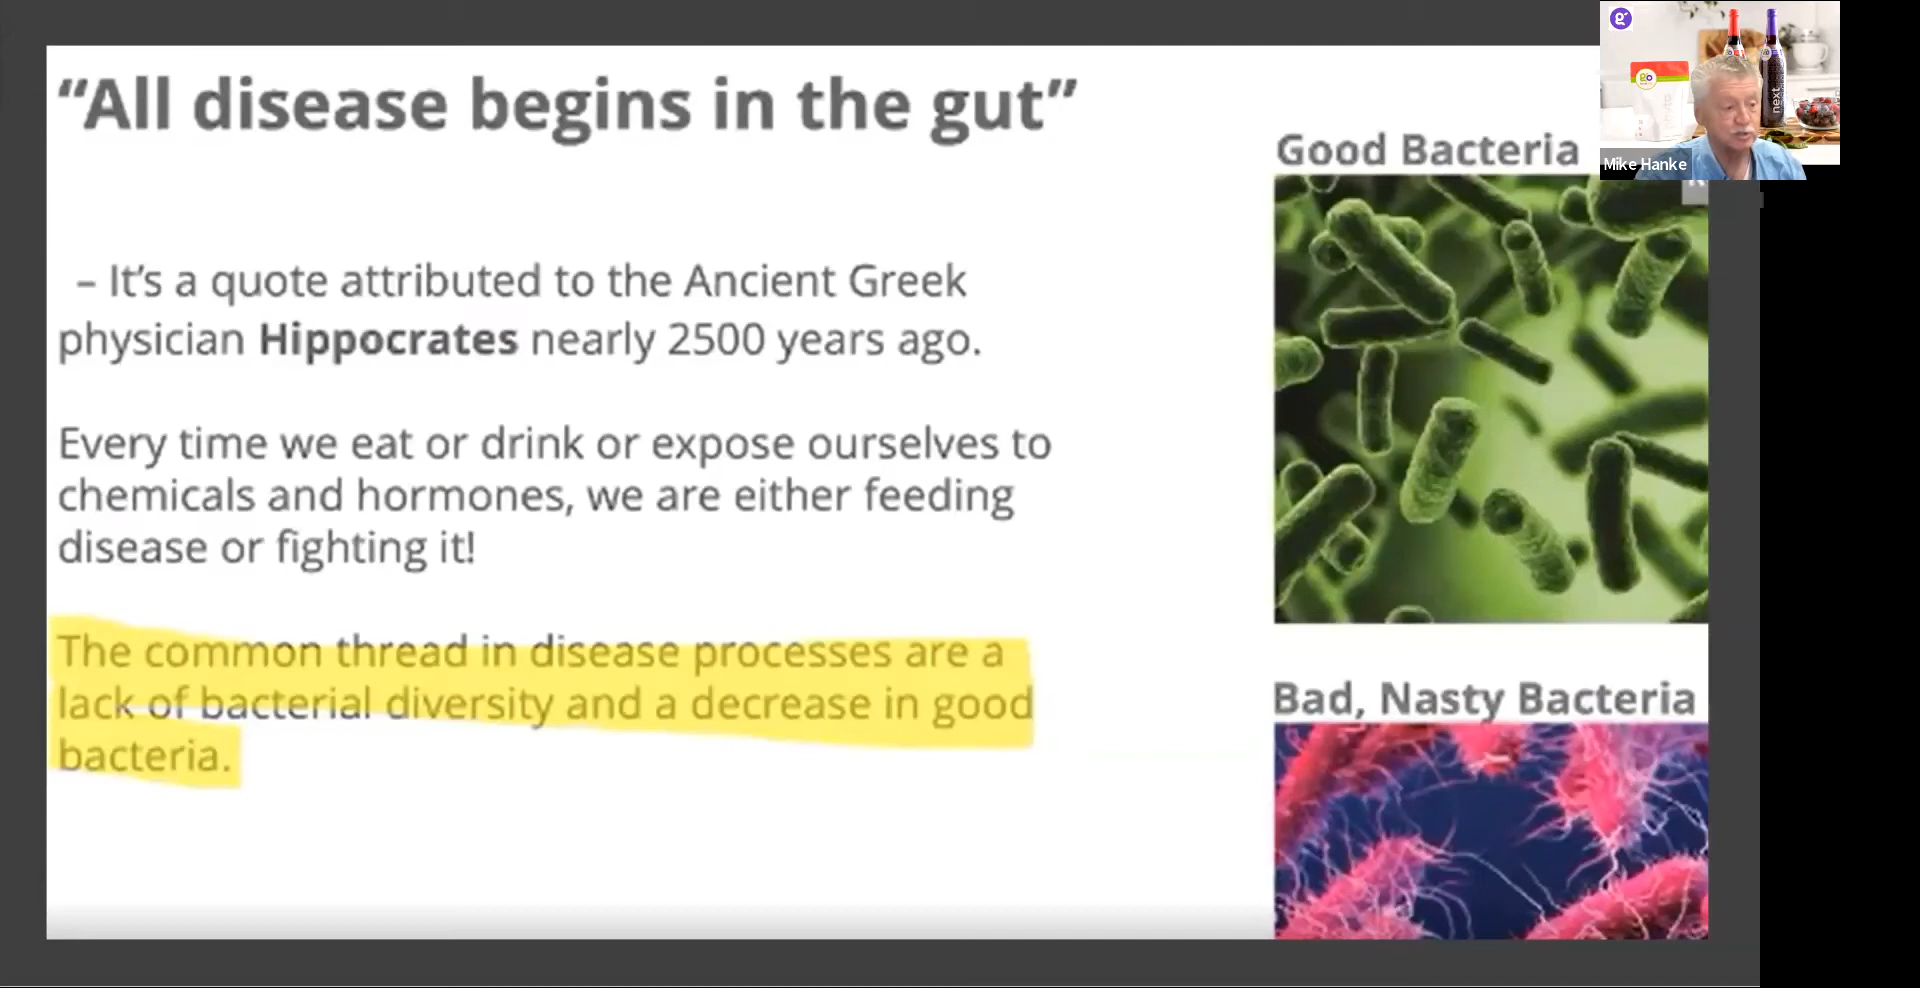 “All disease begins in the gut”
– It’s a quote attributed to the Ancient Greek
physician Hippocrates nearly 2500 years ago.
Every time we eat or drink or expose ourselves to
chemicals and hormones, we are either feeding
disease or fighting it!
The common thread in disease processes are a
lack of bacterial diversity and a decrease in good
bacteria.
Good Bacteria
Bad, Nasty Bacteria
g
next
Mike Hanke